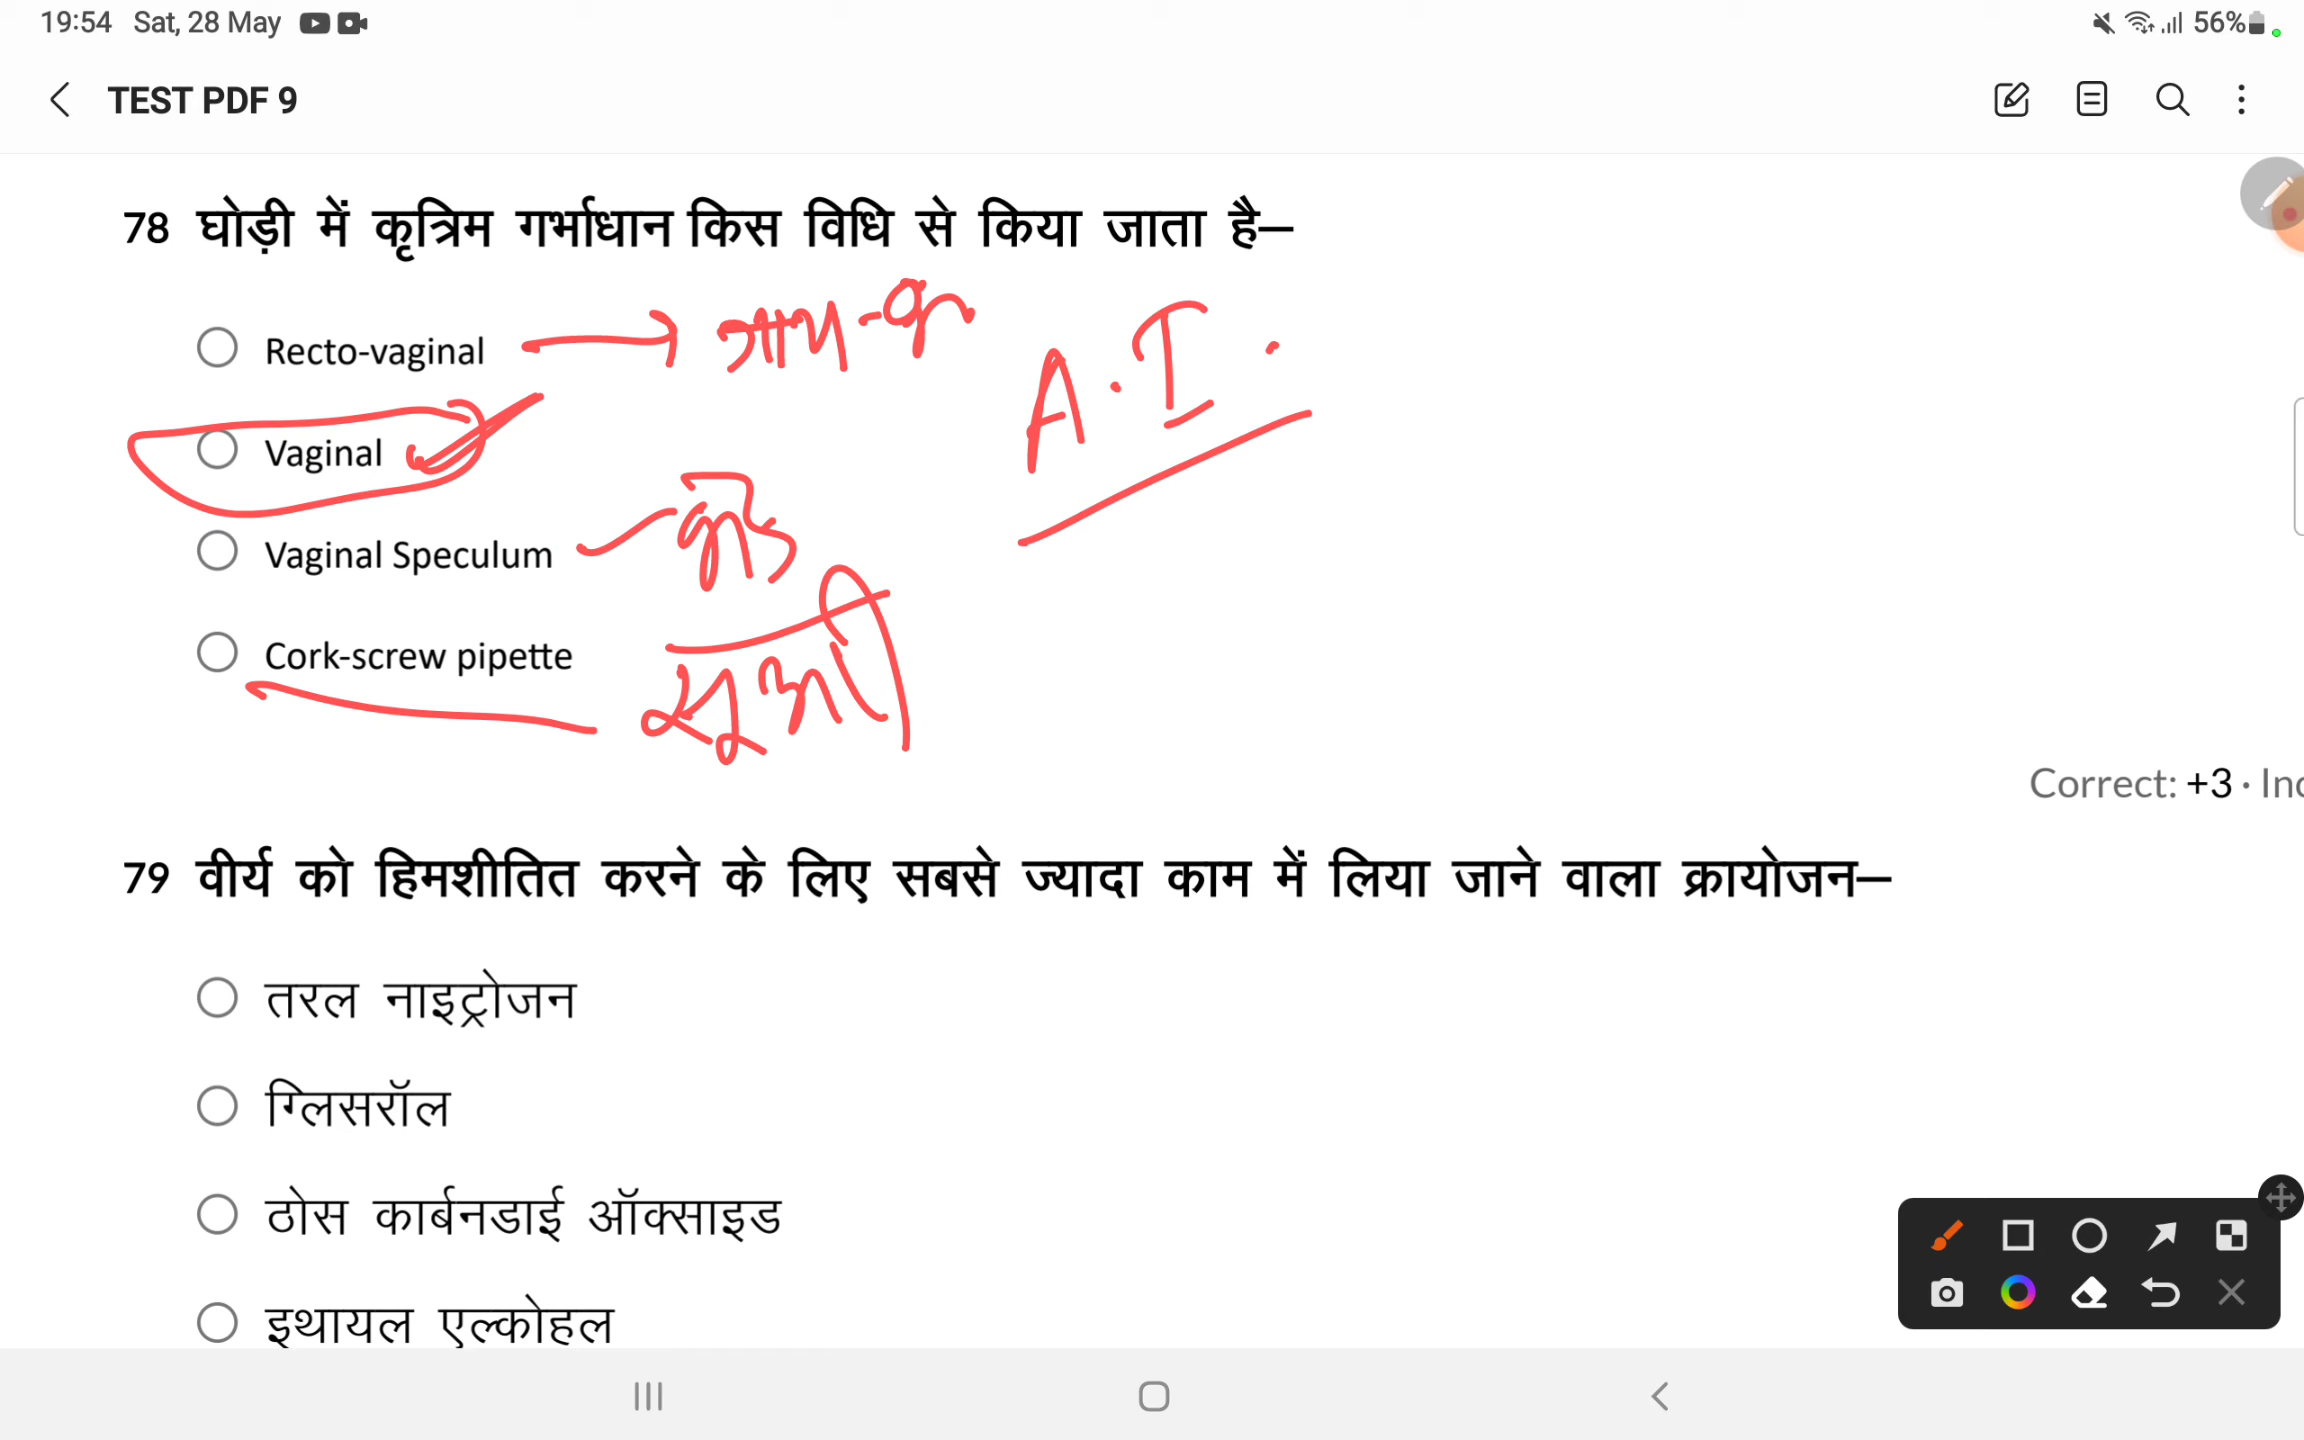 19:54 Sat, 28 May 56%
TEST PDF 9
78 घोड़ी में कृत्रिम गर्भाधान किस विधि से किया जाता है–
Recto-vaginal
A.I.
Vaginal
Vaginal Speculum
Cork-screw pipette
Correct: +3 · Inc
79 वीर्य को हिमशीतित करने के लिए सबसे ज्यादा काम में लिया जाने वाला क्रायोजन–
तरल नाइट्रोजन
ग्लिसरॉल
ठोस कार्बनडाई ऑक्साइड
इथायल एल्कोहल